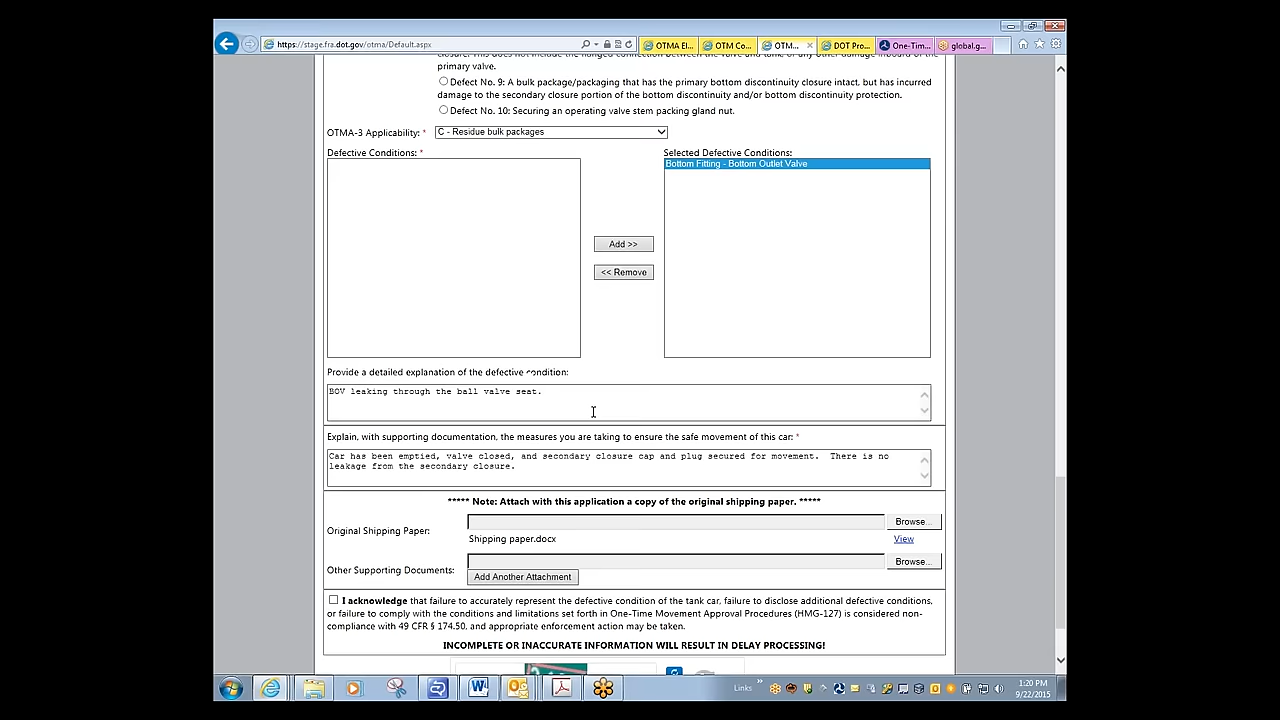 https://stage.fra.dot.gov/otma/Default.aspx
OTMA El...
OTM Co...
OTM...
DOT Pro...
One-Tim...
global.g...
primary valve.
Defect No. 9: A bulk package/packaging that has the primary bottom discontinuity closure intact, but has incurred
damage to the secondary closure portion of the bottom discontinuity and/or bottom discontinuity protection.
Defect No. 10: Securing an operating valve stem packing gland nut.
OTMA-3 Applicability: * C - Residue bulk packages
Defective Conditions: *
Selected Defective Conditions:
Bottom Fitting - Bottom Outlet Valve
Add >>
<< Remove
Provide a detailed explanation of the defective condition:
BOV leaking through the ball valve seat.
Explain, with supporting documentation, the measures you are taking to ensure the safe movement of this car: *
Car has been emptied, valve closed, and secondary closure cap and plug secured for movement. There is no
leakage from the secondary closure.
***** Note: Attach with this application a copy of the original shipping paper. *****
Original Shipping Paper:
Browse...
Shipping paper.docx
View
Other Supporting Documents:
Browse...
Add Another Attachment
I acknowledge that failure to accurately represent the defective condition of the tank car, failure to disclose additional defective conditions,
or failure to comply with the conditions and limitations set forth in One-Time Movement Approval Procedures (HMG-127) is considered non-
compliance with 49 CFR § 174.50, and appropriate enforcement action may be taken.
INCOMPLETE OR INACCURATE INFORMATION WILL RESULT IN DELAY PROCESSING!
Links
1:20 PM
9/22/2015